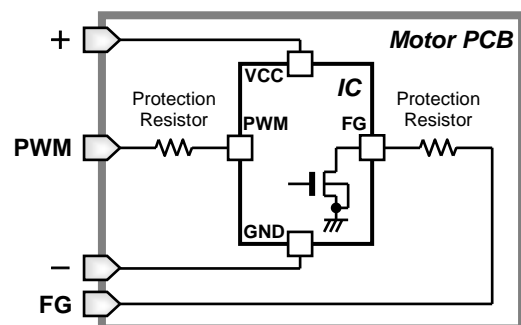 +
Motor PCB
VCC
IC
Protection
Resistor
Protection
Resistor
PWM
PWM
FG
GND
−
FG